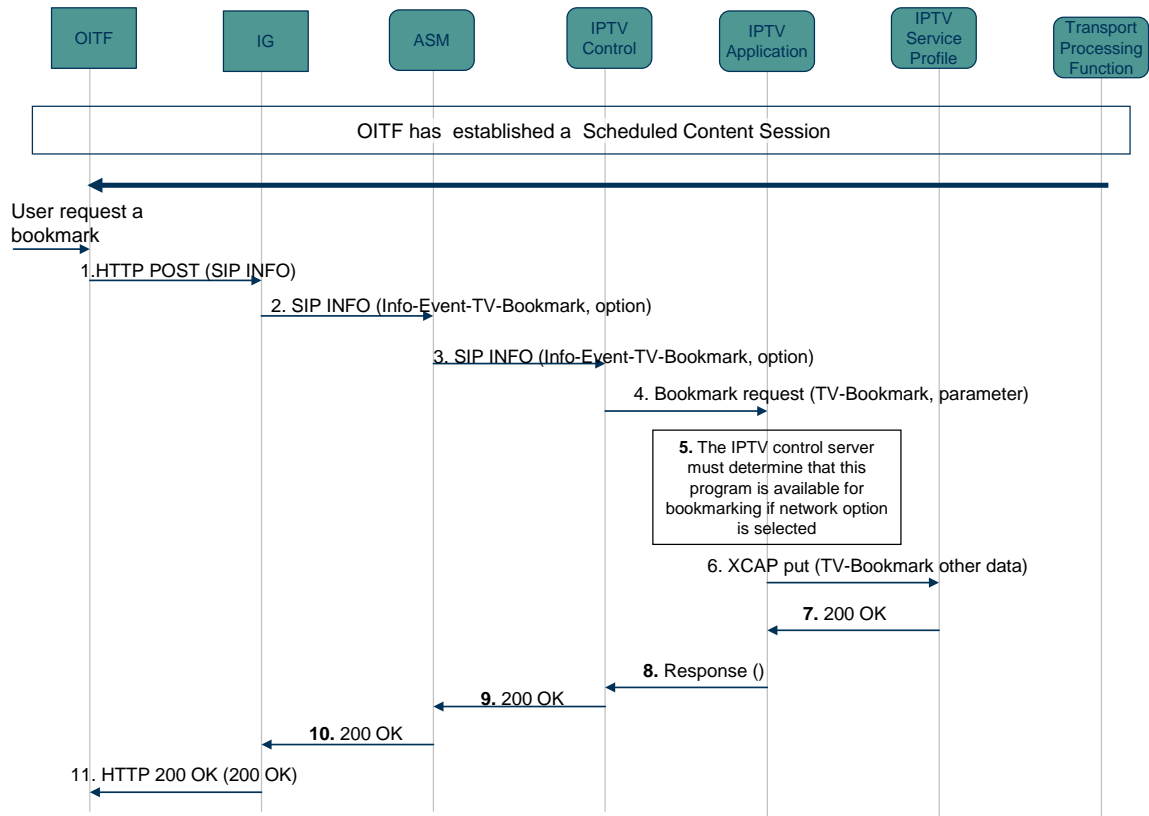 OITF
IG
ASM
IPTV
Control
IPTV
Application
IPTV
Service
Profile
Transport
Processing
Function
OITF has established a Scheduled Content Session
User request a
bookmark
1.HTTP POST (SIP INFO)
2. SIP INFO (Info-Event-TV-Bookmark, option)
3. SIP INFO (Info-Event-TV-Bookmark, option)
4. Bookmark request (TV-Bookmark, parameter)
5. The IPTV control server
must determine that this
program is available for
bookmarking if network option
is selected
6. XCAP put (TV-Bookmark other data)
7. 200 OK
8. Response ()
9. 200 OK
10. 200 OK
11. HTTP 200 OK (200 OK)